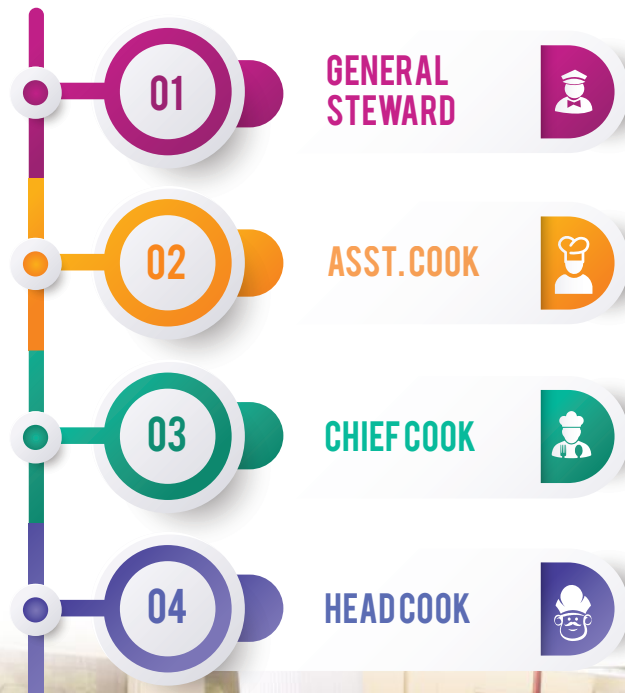 01
GENERAL
STEWARD
02
ASST. COOK
03
CHIEF COOK
04
HEAD COOK